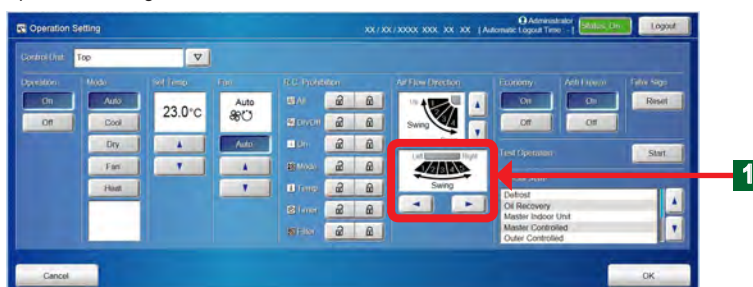 Operation Setting
XX / XX / XXXX XXX XX : XX
Administrator
[ Automatic Logout Time : - ]
Status: On
Logout
Control Unit
Top
Operation
On
Off
Mode
Auto
Cool
Dry
Fan
Heat
Set Temp.
23.0°C
Fan
Auto
Auto
R.C. Prohibition
All
On/Off
On
Mode
Temp.
Timer
Filter
Air Flow Direction
Swing
Left
Right
Swing
1
Economy
On
Off
Anti Freeze
On
Off
Filter Sign
Reset
Test Operation
Start
Defrost
Oil Recovery
Master Indoor Unit
Master Controlled
Outer Controlled
Cancel
OK